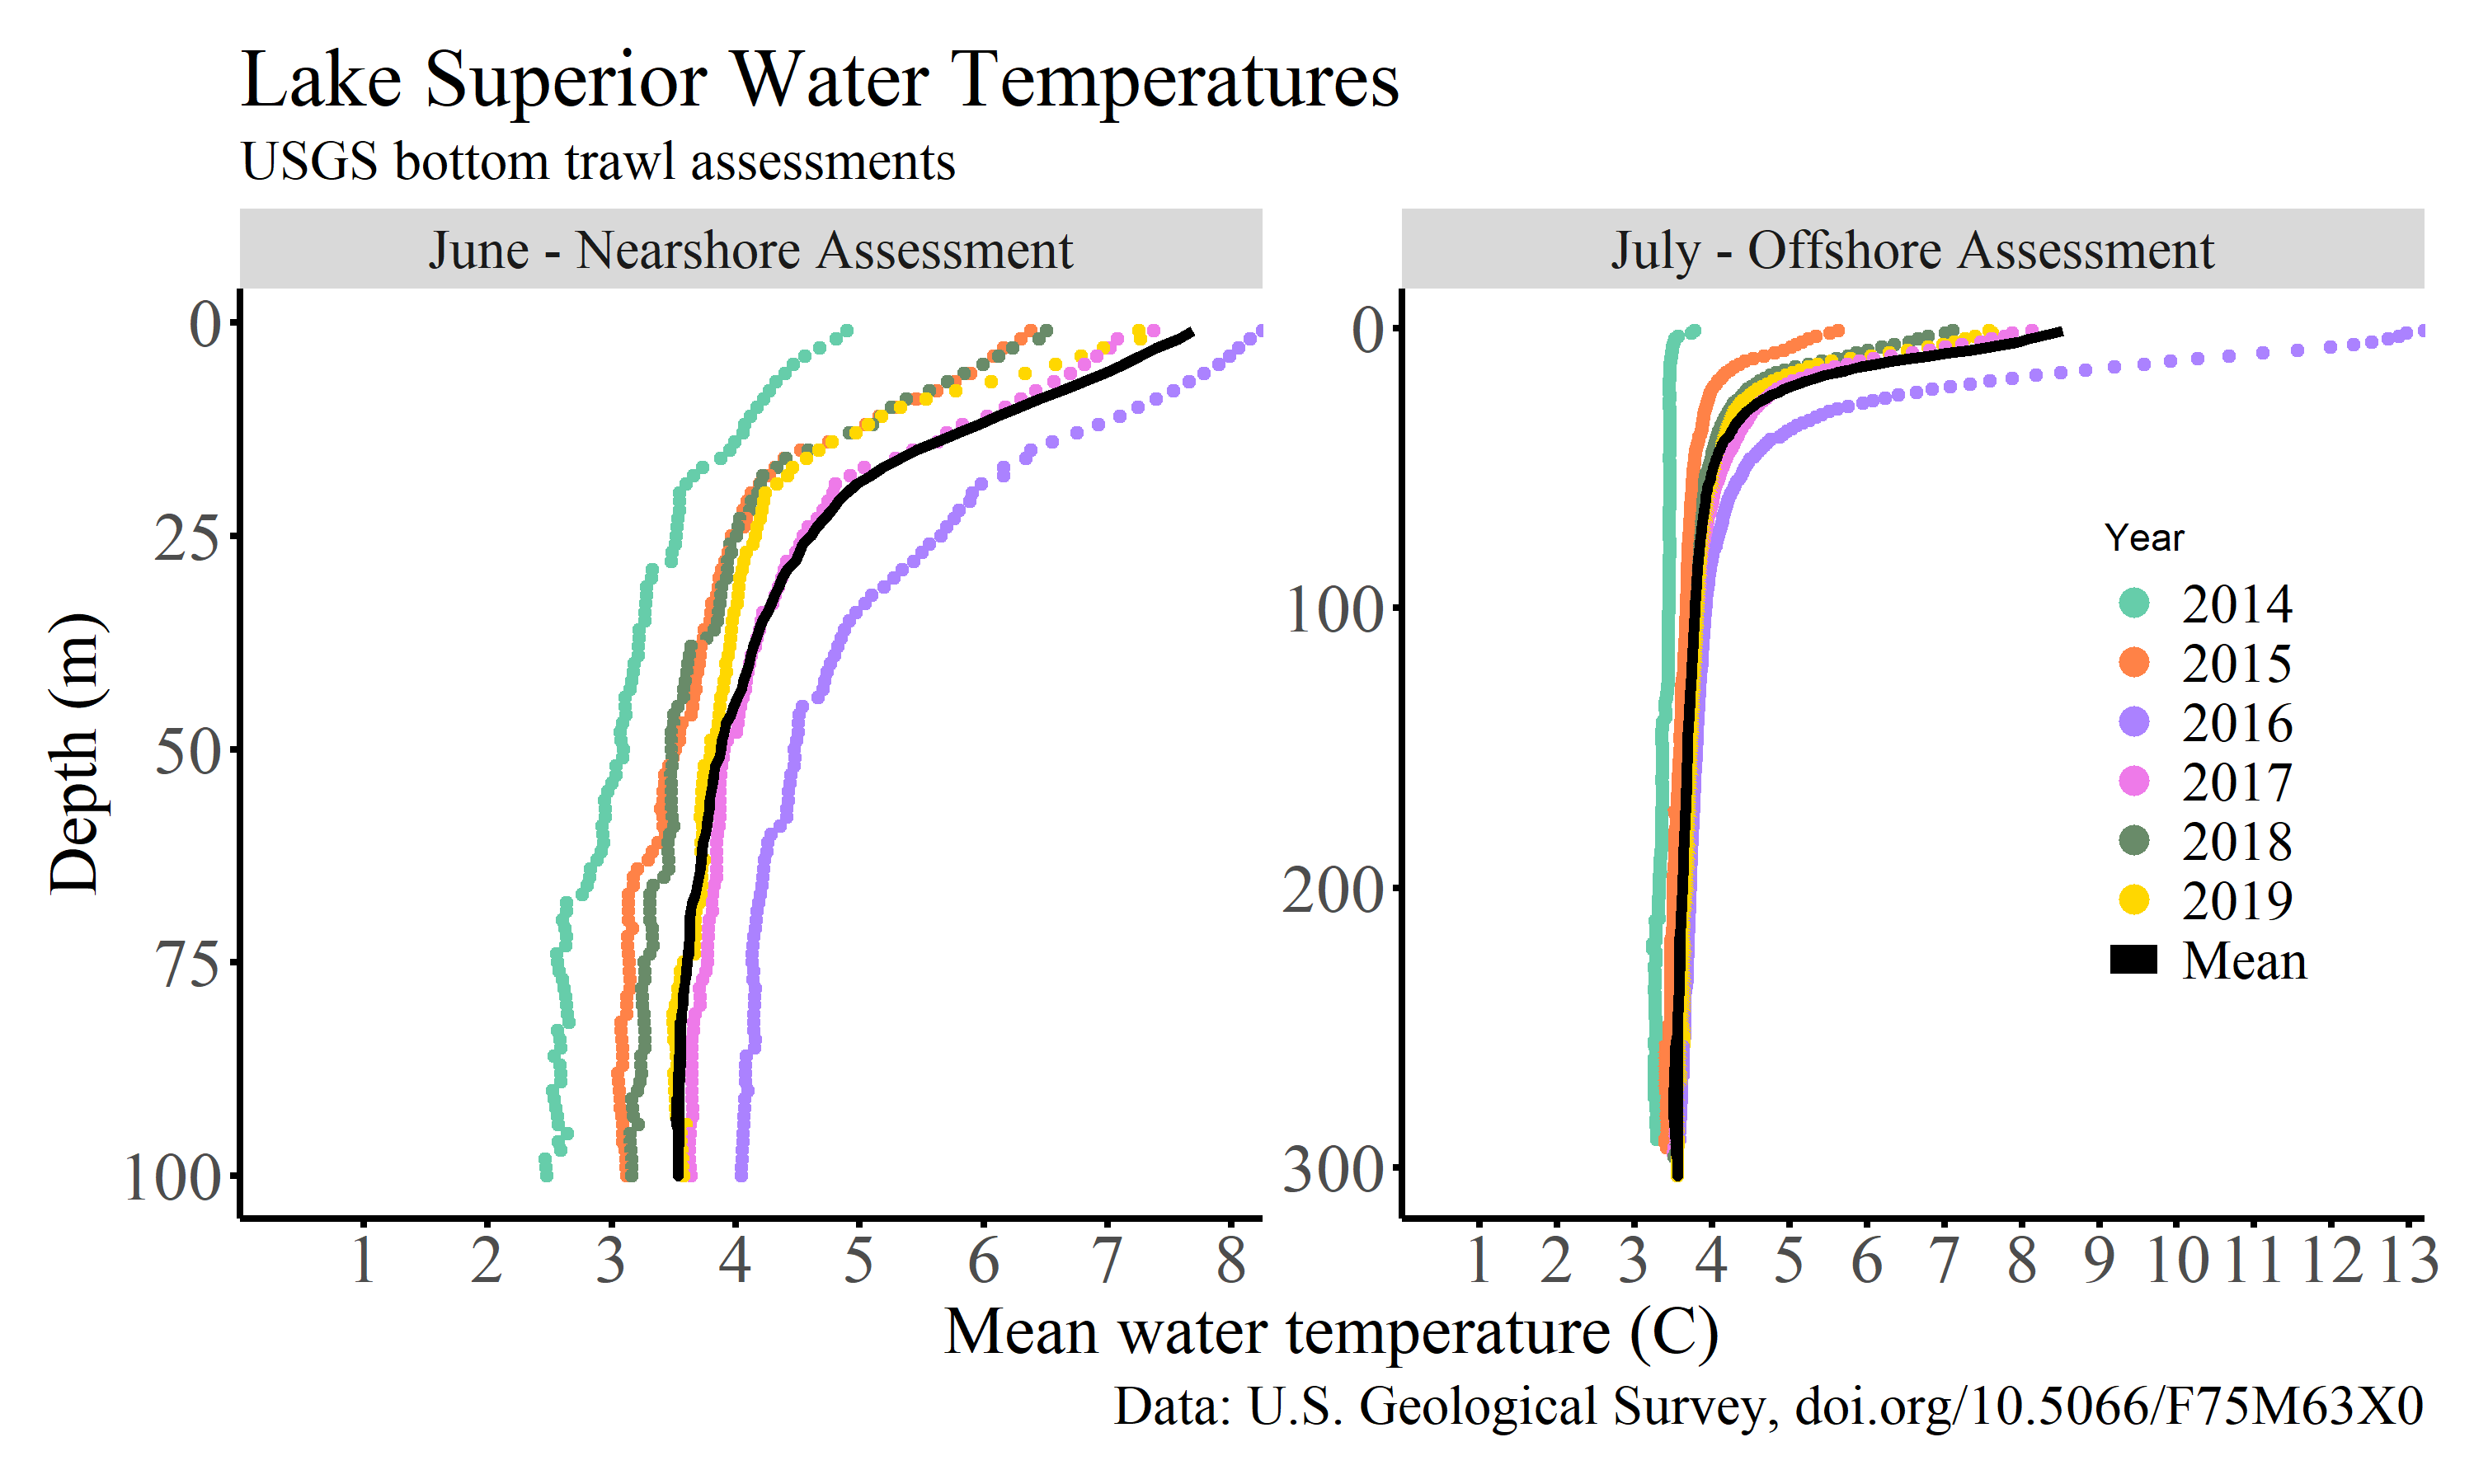 Lake Superior Water Temperatures
USGS bottom trawl assessments
June - Nearshore Assessment
July - Offshore Assessment
Depth (m)
0
25
50
75
100
1 2 3 4 5 6 7 8
0
100
200
300
1 2 3 4 5 6 7 8 9 10 11 12 13
Year
2014
2015
2016
2017
2018
2019
Mean
Mean water temperature (C)
Data: U.S. Geological Survey, doi.org/10.5066/F75M63X0